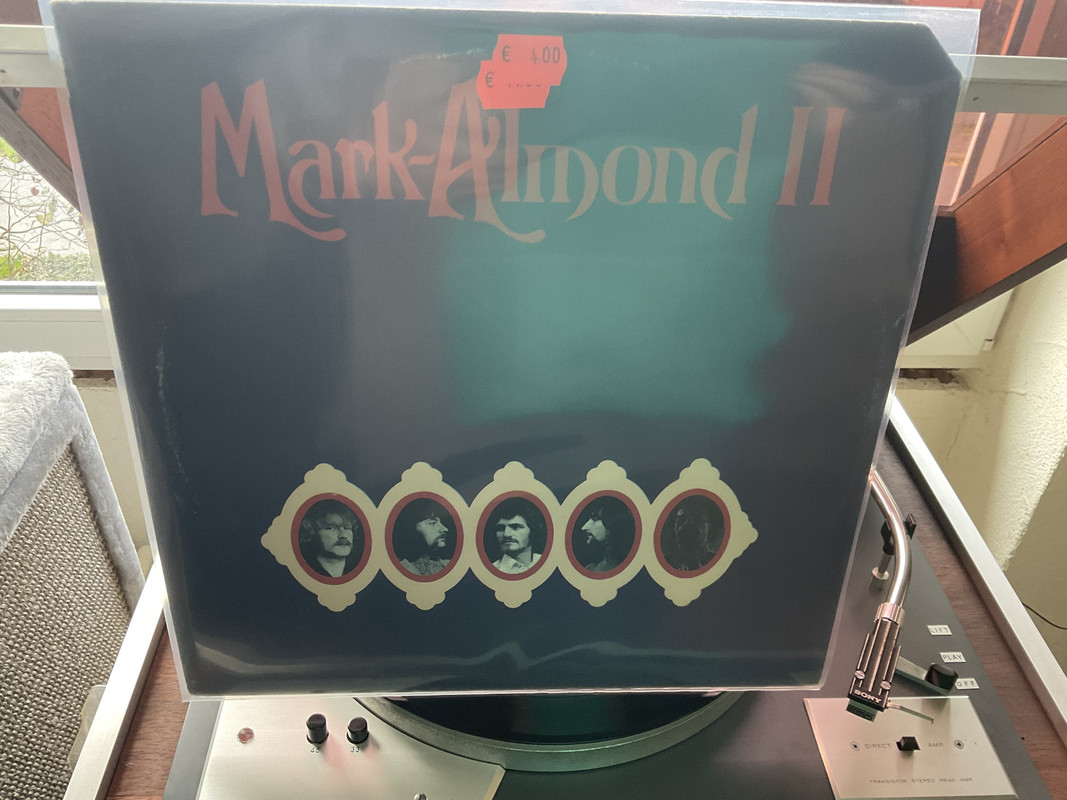 € 4.00
€
Mark-Almond II
LIFT
PLAY
OFF
SONY
45 33
DIRECT AMP.
TRANSISTOR STEREO HEAD AMP.